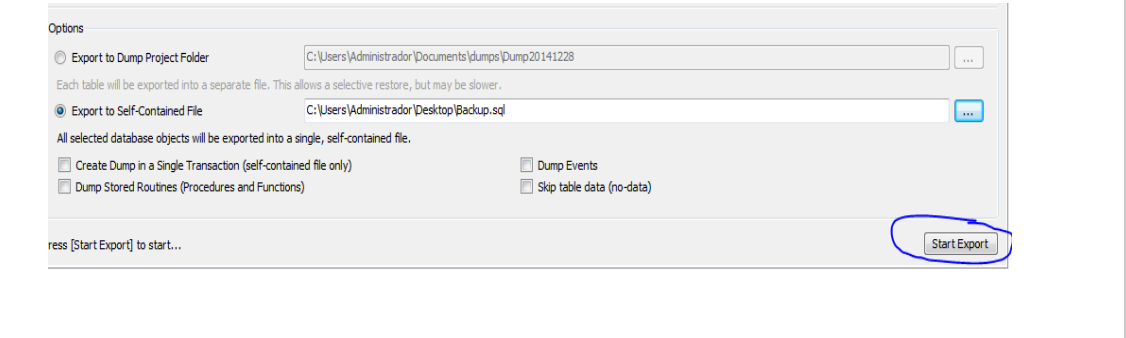 Options
Export to Dump Project Folder
C:\Users\Administrador\Documents\dumps\Dump20141228
...
Each table will be exported into a separate file. This allows a selective restore, but may be slower.
Export to Self-Contained File
C:\Users\Administrador\Desktop\Backup.sql
...
All selected database objects will be exported into a single, self-contained file.
Create Dump in a Single Transaction (self-contained file only)
Dump Events
Dump Stored Routines (Procedures and Functions)
Skip table data (no-data)
ress [Start Export] to start...
Start Export